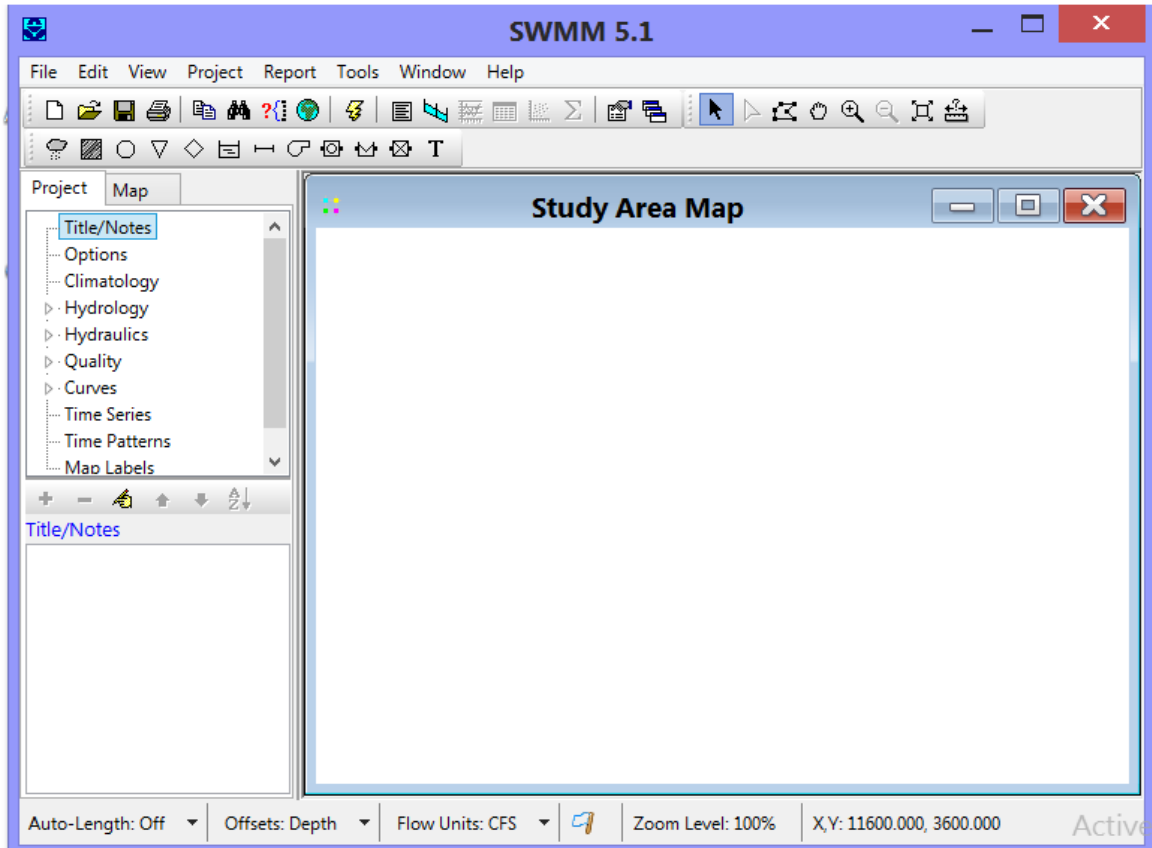 SWMM 5.1
File Edit View Project Report Tools Window Help
T
Project Map
Title/Notes
Options
Climatology
Hydrology
Hydraulics
Quality
Curves
Time Series
Time Patterns
Map Labels
Title/Notes
Study Area Map
Auto-Length: Off Offsets: Depth Flow Units: CFS Zoom Level: 100% X,Y: 11600.000, 3600.000 Active